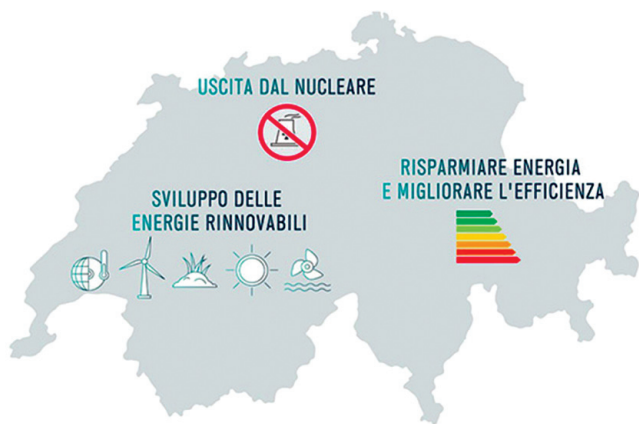 USCITA DAL NUCLEARE
RISPARMIARE ENERGIA
E MIGLIORARE L'EFFICIENZA
SVILUPPO DELLE
ENERGIE RINNOVABILI